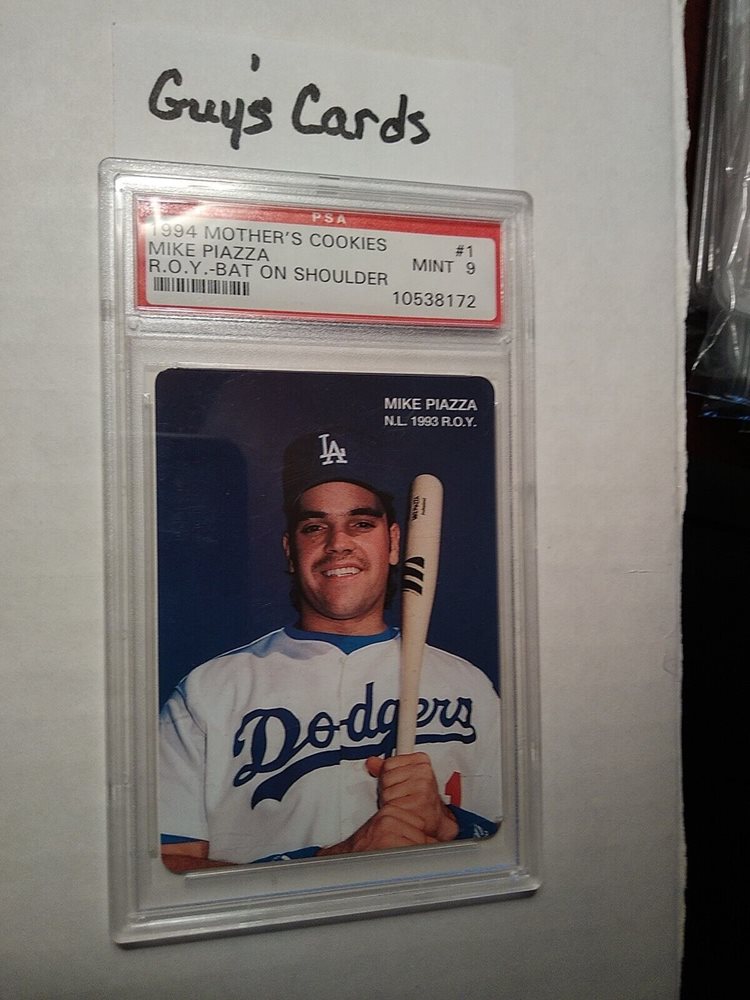 Guy's Cards
PSA
1994 MOTHER'S COOKIES #1
MIKE PIAZZA MINT 9
R.O.Y.-BAT ON SHOULDER
10538172
MIKE PIAZZA
N.L. 1993 R.O.Y.
LA
Dodgers